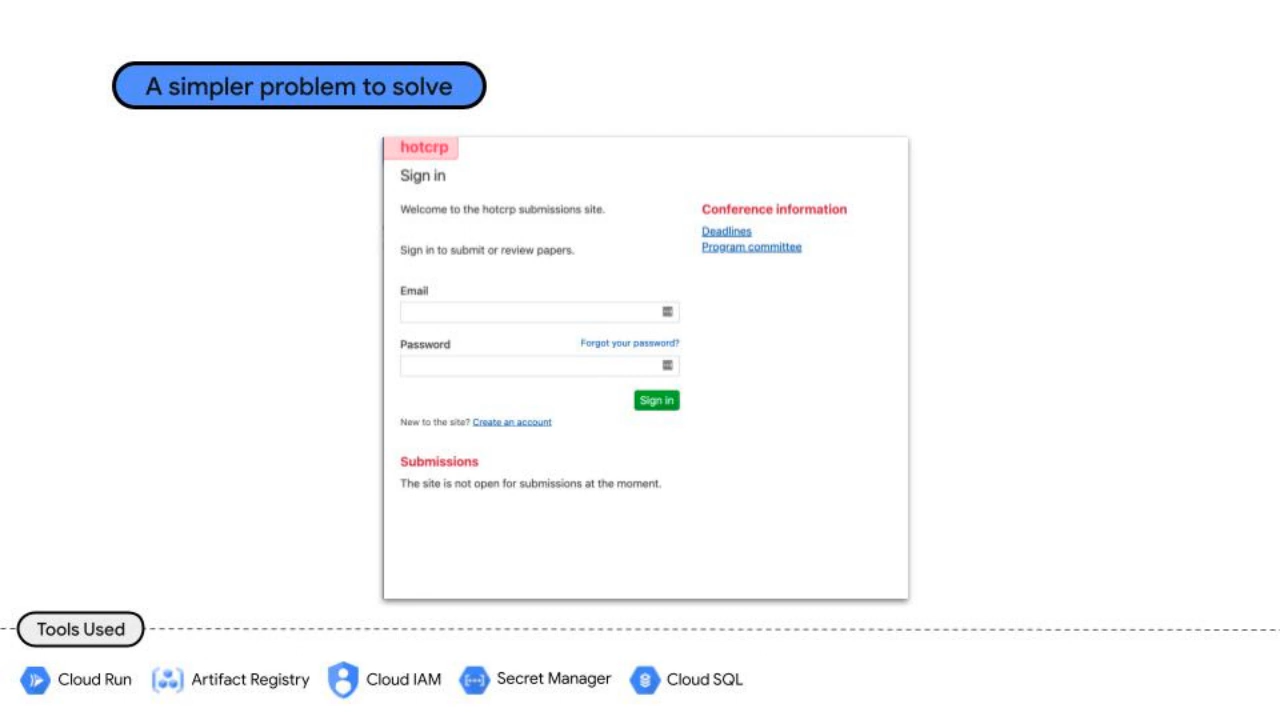 A simpler problem to solve
hotcrp
Sign in
Welcome to the hotcrp submissions site.
Sign in to submit or review papers.
Email
Password Forgot your password?
Sign in
New to the site? Create an account
Submissions
The site is not open for submissions at the moment.
Conference information
Deadlines
Program committee
Tools Used
Cloud Run Artifact Registry Cloud IAM Secret Manager Cloud SQL